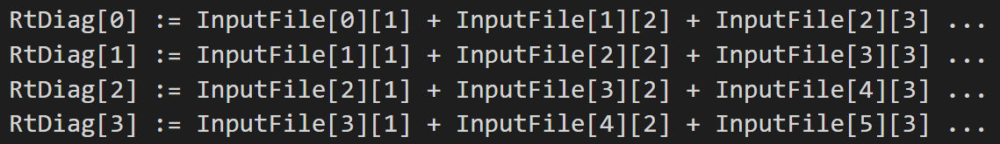 RtDiag[0] := InputFile[0][1] + InputFile[1][2] + InputFile[2][3] ...
RtDiag[1] := InputFile[1][1] + InputFile[2][2] + InputFile[3][3] ...
RtDiag[2] := InputFile[2][1] + InputFile[3][2] + InputFile[4][3] ...
RtDiag[3] := InputFile[3][1] + InputFile[4][2] + InputFile[5][3] ...